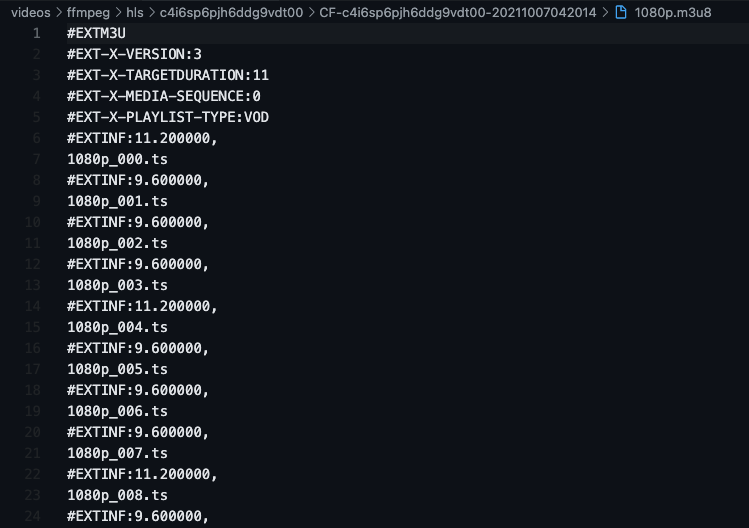 videos > ffmpeg > hls > c4i6sp6pjh6ddg9vdt00 > CF-c4i6sp6pjh6ddg9vdt00-20211007042014 > 1080p.m3u8
1 #EXTM3U
2 #EXT-X-VERSION:3
3 #EXT-X-TARGETDURATION:11
4 #EXT-X-MEDIA-SEQUENCE:0
5 #EXT-X-PLAYLIST-TYPE:VOD
6 #EXTINF:11.200000,
7 1080p_000.ts
8 #EXTINF:9.600000,
9 1080p_001.ts
10 #EXTINF:9.600000,
11 1080p_002.ts
12 #EXTINF:9.600000,
13 1080p_003.ts
14 #EXTINF:11.200000,
15 1080p_004.ts
16 #EXTINF:9.600000,
17 1080p_005.ts
18 #EXTINF:9.600000,
19 1080p_006.ts
20 #EXTINF:9.600000,
21 1080p_007.ts
22 #EXTINF:11.200000,
23 1080p_008.ts
24 #EXTINF:9.600000,